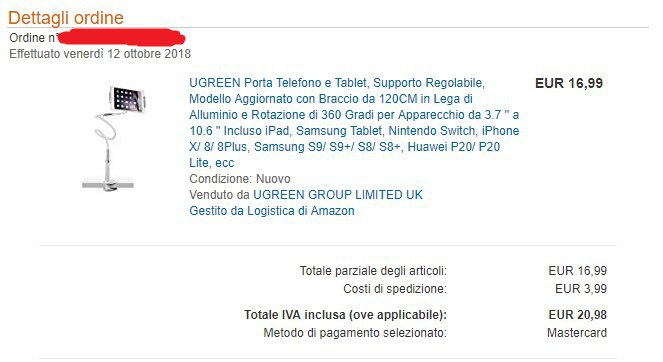 Dettagli ordine
Ordine n°
Effettuato venerdì 12 ottobre 2018
UGREEN Porta Telefono e Tablet, Supporto Regolabile, EUR 16,99
Modello Aggiornato con Braccio da 120CM in Lega di
Alluminio e Rotazione di 360 Gradi per Apparecchio da 3.7 " a
10.6 " Incluso iPad, Samsung Tablet, Nintendo Switch, iPhone
X/ 8/ 8Plus, Samsung S9/ S9+/ S8/ S8+, Huawei P20/ P20
Lite, ecc
Condizione: Nuovo
Venduto da UGREEN GROUP LIMITED UK
Gestito da Logistica di Amazon
Totale parziale degli articoli: EUR 16,99
Costi di spedizione: EUR 3,99
Totale IVA inclusa (ove applicabile): EUR 20,98
Metodo di pagamento selezionato: Mastercard